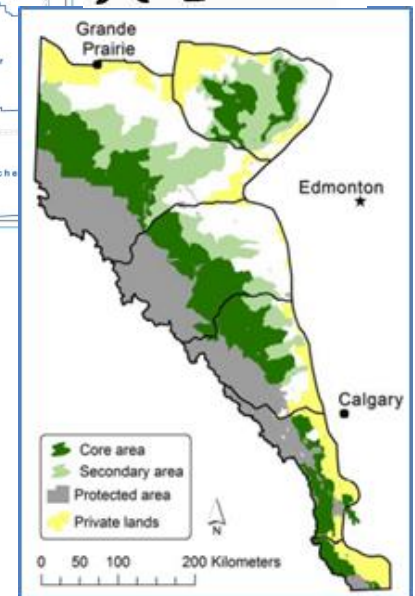 Grande
Prairie
Edmonton
Calgary
Core area
Secondary area
Protected area
Private lands
N
0 50 100 200 Kilometers